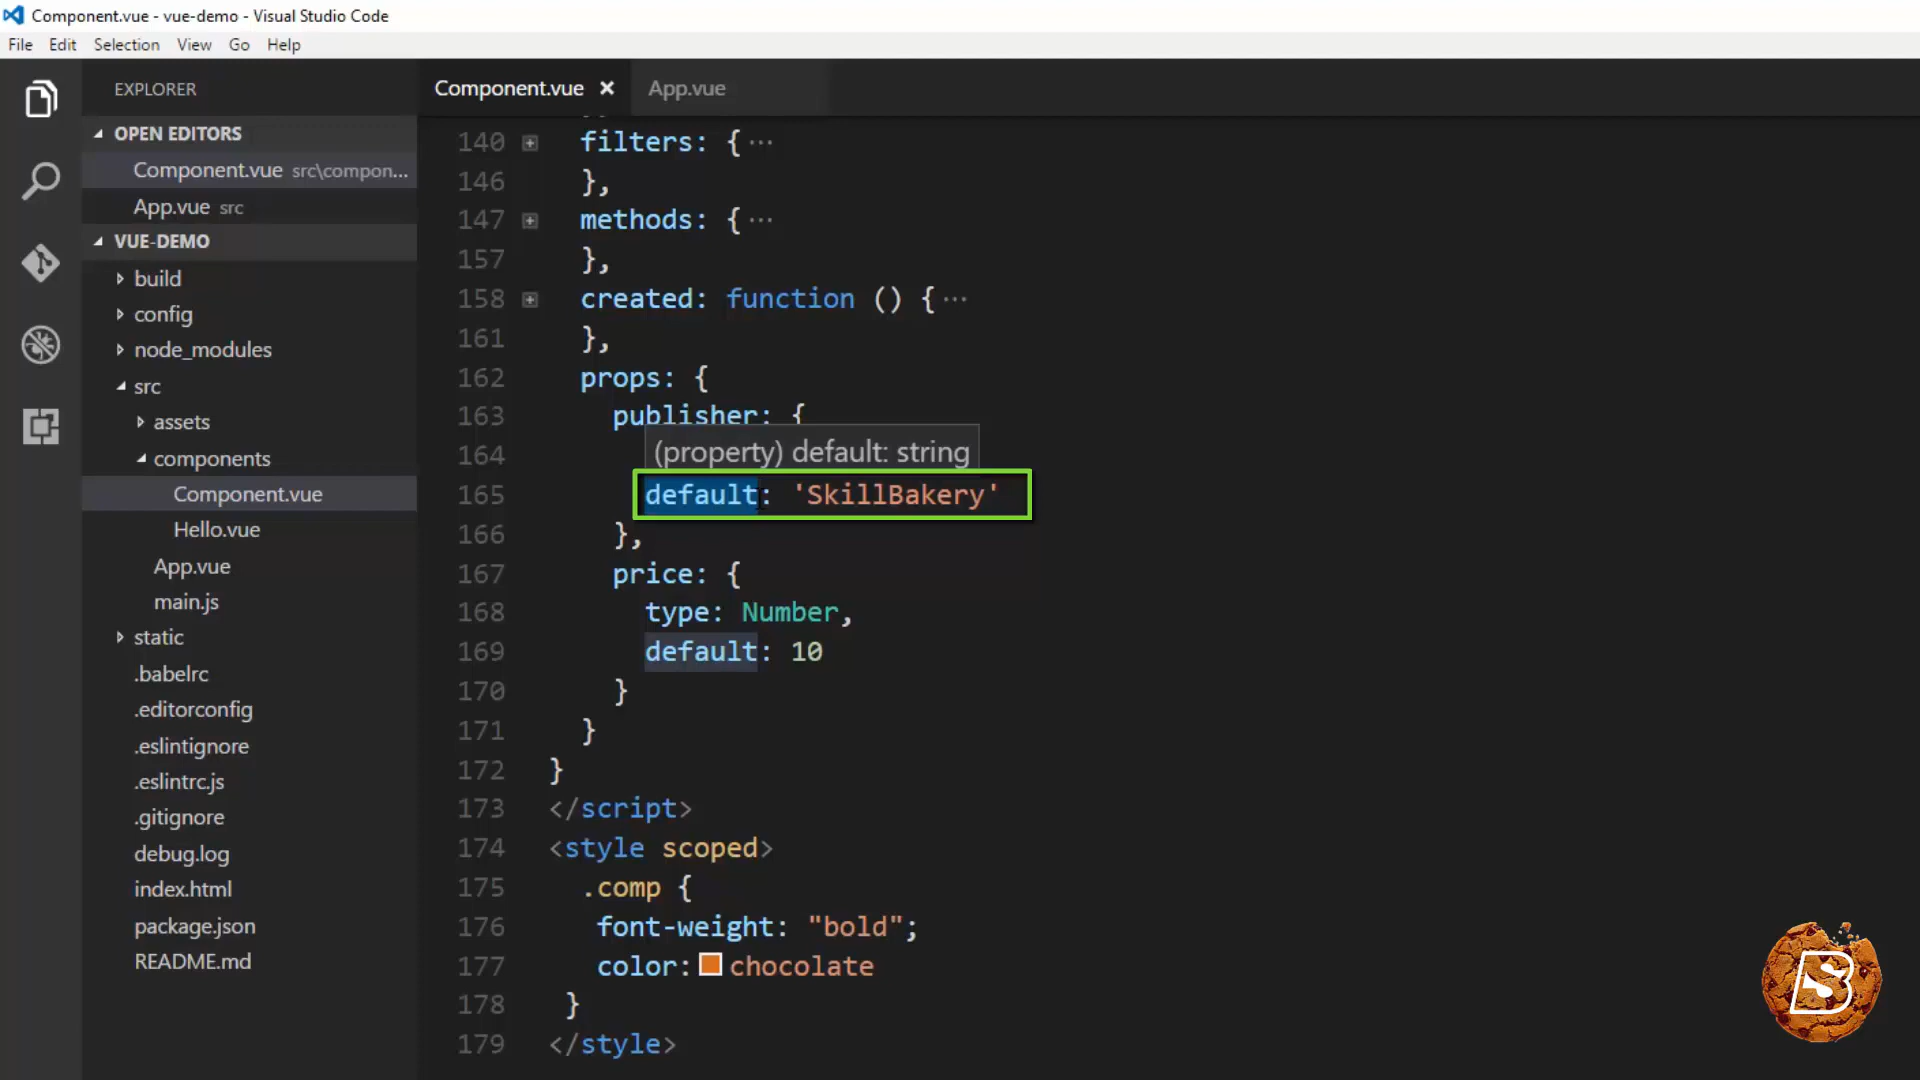 Component.vue - vue-demo - Visual Studio Code
File Edit Selection View Go Help
EXPLORER
OPEN EDITORS
Component.vue src\compon...
App.vue src
VUE-DEMO
build
config
node_modules
src
assets
components
Component.vue
Hello.vue
App.vue
main.js
static
.babelrc
.editorconfig
.eslintignore
.eslintrc.js
.gitignore
debug.log
index.html
package.json
README.md
Component.vue × App.vue
140 filters: {···
146 },
147 methods: {···
157 },
158 created: function () {···
161 },
162 props: {
163 publisher: {
(property) default: string
164
165 default: 'SkillBakery'
166 },
167 price: {
168 type: Number,
169 default: 10
170 }
171 }
172 }
173 </script>
174 <style scoped>
175 .comp {
176 font-weight: "bold";
177 color: chocolate
178 }
179 </style>